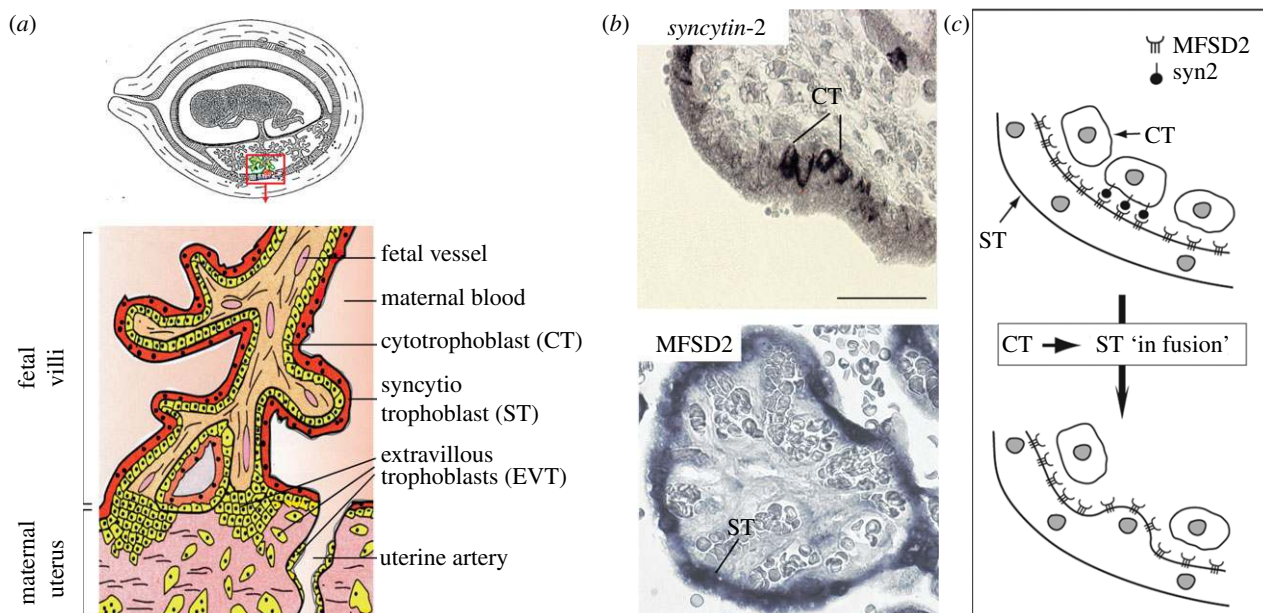 (a)
fetal
villi
maternal
uterus
fetal vessel
maternal blood
cytotrophoblast (CT)
syncytio
trophoblast (ST)
extravillous
trophoblasts (EVT)
uterine artery
(b)
syncytin-2
CT
MFSD2
ST
(c)
MFSD2
syn2
CT
ST
CT ST ‘in fusion’